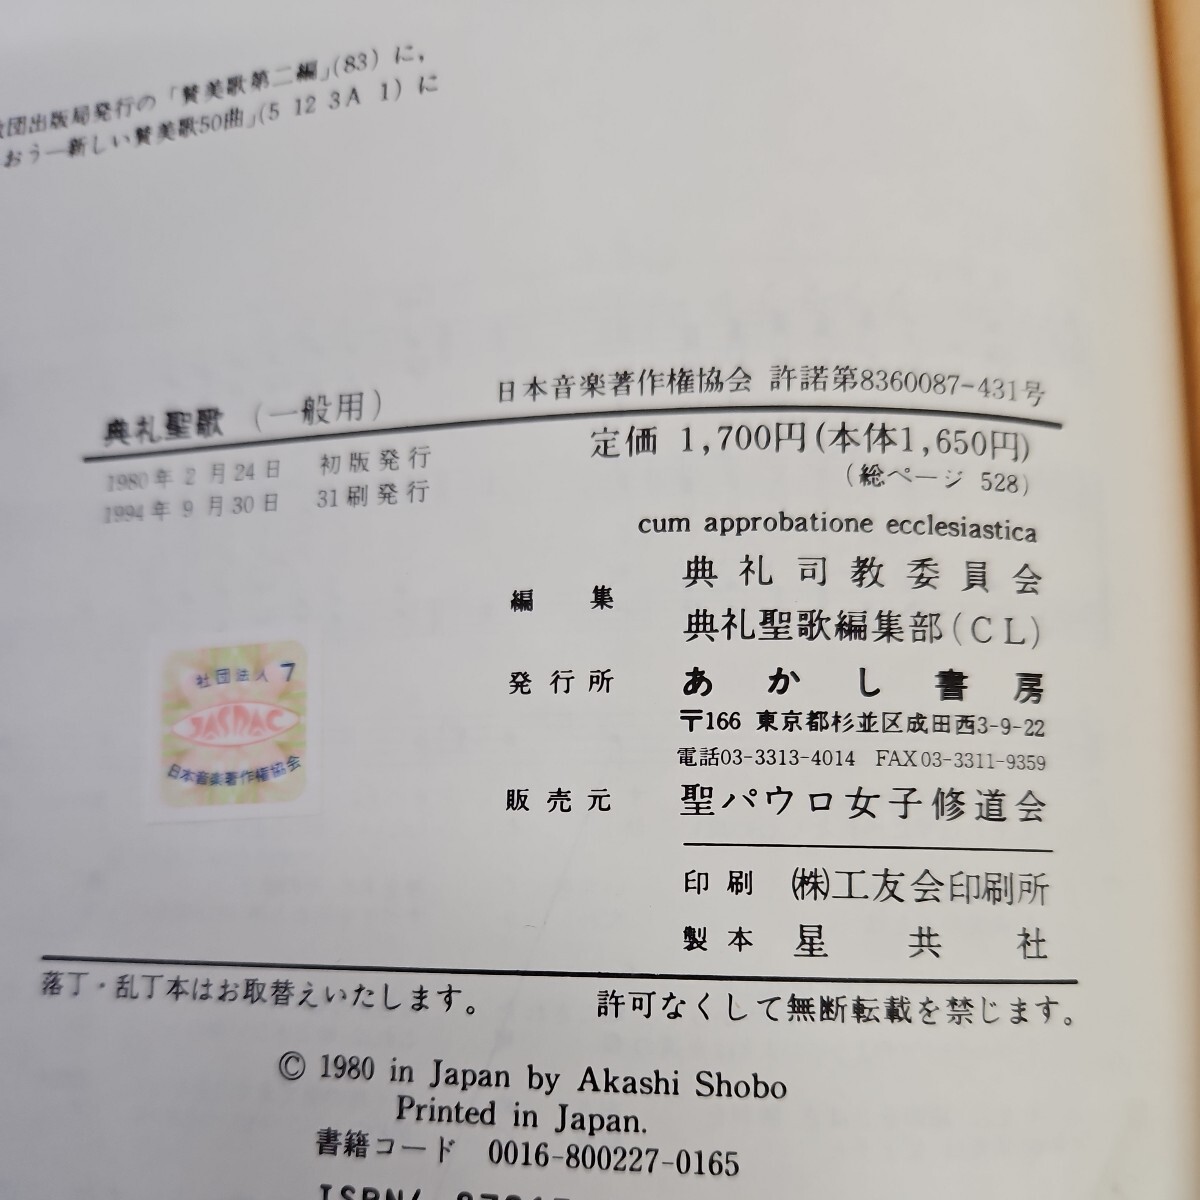 団出版局発行の「賛美歌第二編」(83)に,
おう―新しい賛美歌50曲」(5 12 3A 1)に
日本音楽著作権協会 許諾第8360087-431号
典礼聖歌 (一般用)
1980年2月24日 初版発行
1994年9月30日 31刷発行
定価 1,700円(本体1,650円)
(総ページ 528)
cum approbatione ecclesiastica
編集 典礼司教委員会
典礼聖歌編集部(CL)
発行所 あかし書房
〒166 東京都杉並区成田西3-9-22
電話03-3313-4014 FAX03-3311-9359
販売元 聖パウロ女子修道会
印刷 (株)工友会印刷所
製本 星共社
社団法人 7
JASRAC
日本音楽著作権協会
落丁・乱丁本はお取替えいたします。 許可なくして無断転載を禁じます。
© 1980 in Japan by Akashi Shobo
Printed in Japan.
書籍コード 0016-800227-0165